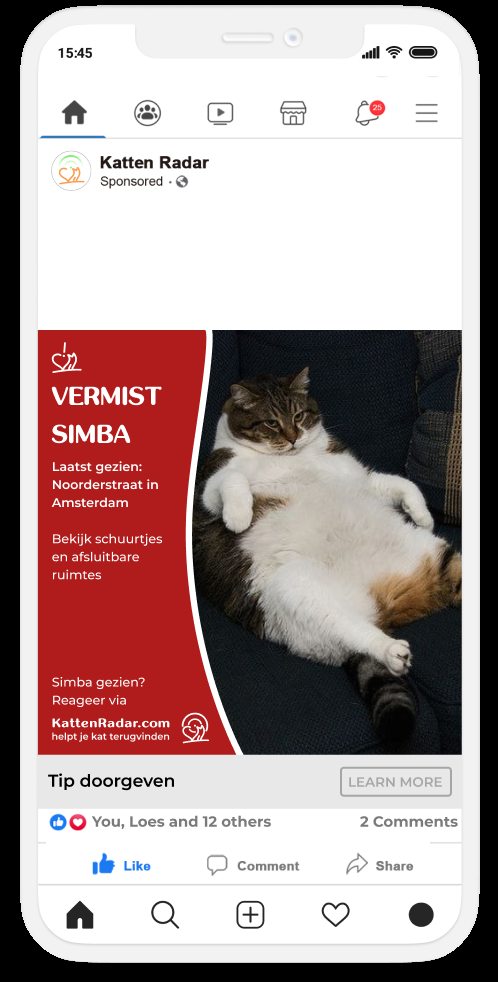 15:45
25
Katten Radar
Sponsored ·
VERMIST
SIMBA
Laatst gezien:
Noorderstraat in
Amsterdam
Bekijk schuurtjes
en afsluitbare
ruimtes
Simba gezien?
Reageer via
KattenRadar.com
helpt je kat terugvinden
Tip doorgeven
LEARN MORE
You, Loes and 12 others
2 Comments
Like
Comment
Share